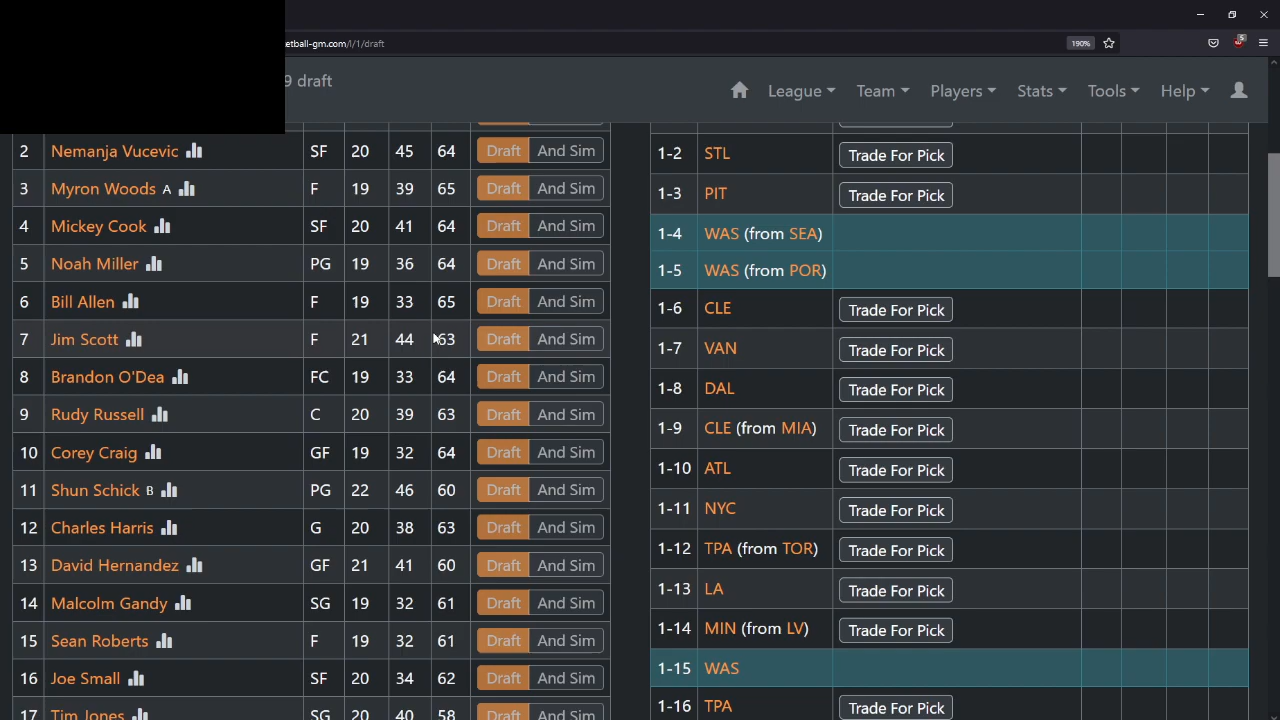 etball-gm.com/l/1/draft
190%
5
9 draft
League
Team
Players
Stats
Tools
Help
2 Nemanja Vucevic SF 20 45 64 Draft And Sim
3 Myron Woods A F 19 39 65 Draft And Sim
4 Mickey Cook SF 20 41 64 Draft And Sim
5 Noah Miller PG 19 36 64 Draft And Sim
6 Bill Allen F 19 33 65 Draft And Sim
7 Jim Scott F 21 44 63 Draft And Sim
8 Brandon O'Dea FC 19 33 64 Draft And Sim
9 Rudy Russell C 20 39 63 Draft And Sim
10 Corey Craig GF 19 32 64 Draft And Sim
11 Shun Schick B PG 22 46 60 Draft And Sim
12 Charles Harris G 20 38 63 Draft And Sim
13 David Hernandez GF 21 41 60 Draft And Sim
14 Malcolm Gandy SG 19 32 61 Draft And Sim
15 Sean Roberts F 19 32 61 Draft And Sim
16 Joe Small SF 20 34 62 Draft And Sim
17 Tim Jones SG 20 40 58 Draft And Sim
1-2 STL Trade For Pick
1-3 PIT Trade For Pick
1-4 WAS (from SEA)
1-5 WAS (from POR)
1-6 CLE Trade For Pick
1-7 VAN Trade For Pick
1-8 DAL Trade For Pick
1-9 CLE (from MIA) Trade For Pick
1-10 ATL Trade For Pick
1-11 NYC Trade For Pick
1-12 TPA (from TOR) Trade For Pick
1-13 LA Trade For Pick
1-14 MIN (from LV) Trade For Pick
1-15 WAS
1-16 TPA Trade For Pick